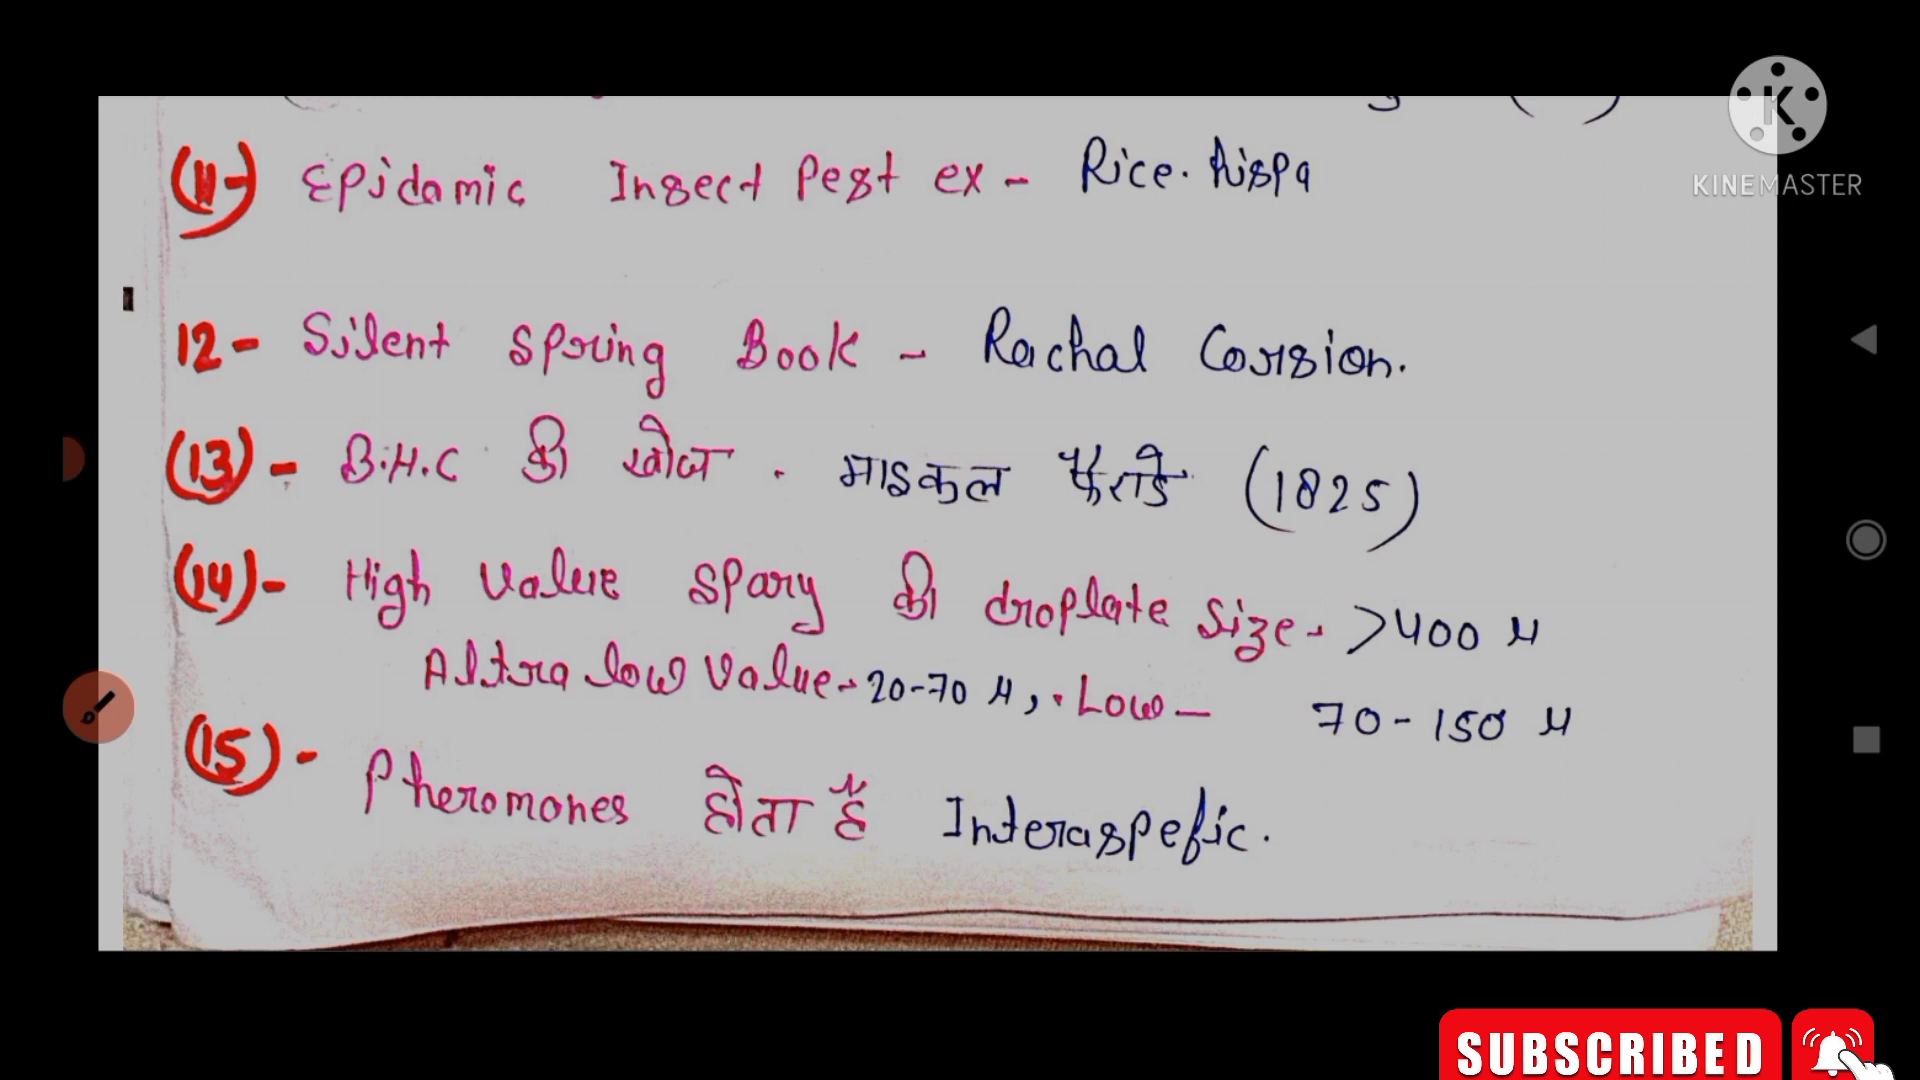 KINEMASTER
(11-) Epidamic Insect Pest ex - Rice. hispa
12- Silent Spring Book - Rachal Corsion.
(13)- B.H.C की खोज . माइकल फैराडे (1825)
(14)- High Value Spary की droplate Size - >400 µ
Altra low Value - 20-70 µ, . Low - 70-150 µ
(15)- Pheromones होता है Interaspefic.
SUBSCRIBED